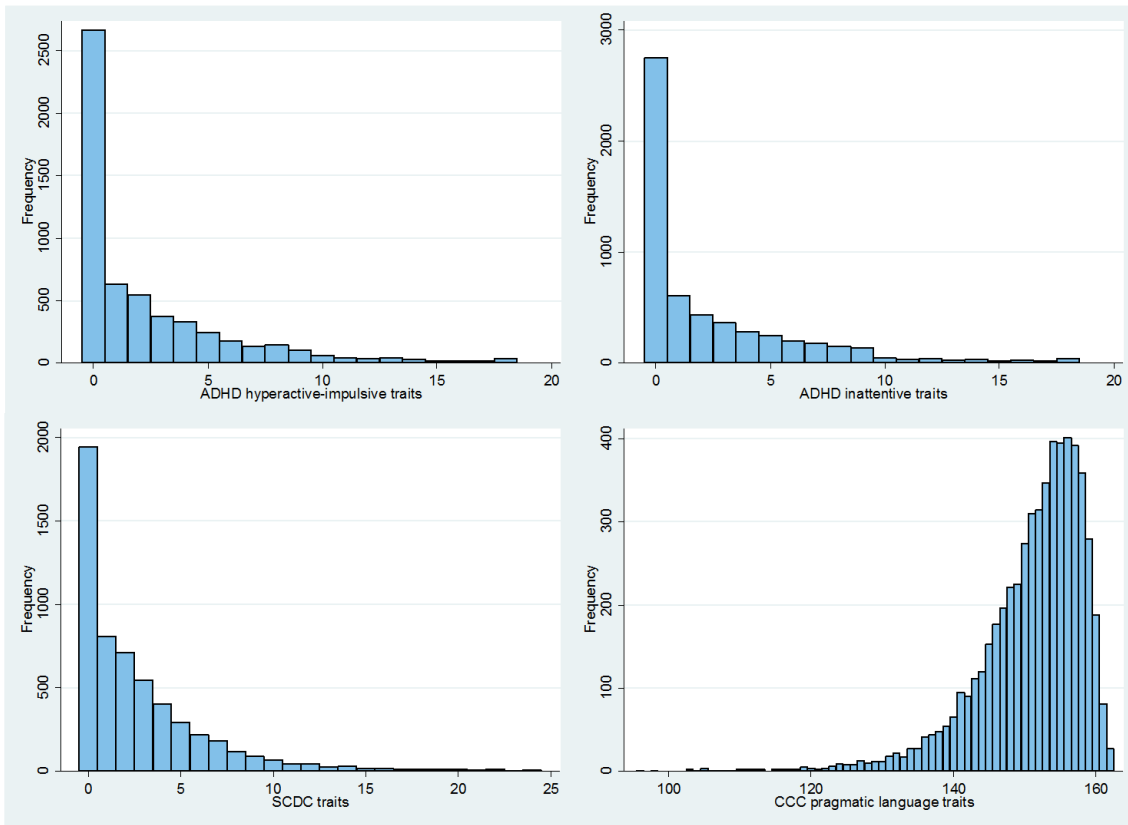 2500
2000
1500
1000
500
0
Frequency
0 5 10 15 20
ADHD hyperactive-impulsive traits
3000
2000
1000
0
Frequency
0 5 10 15 20
ADHD inattentive traits
2000
1500
1000
500
0
Frequency
0 5 10 15 20 25
SCDC traits
400
300
200
100
0
Frequency
100 120 140 160
CCC pragmatic language traits